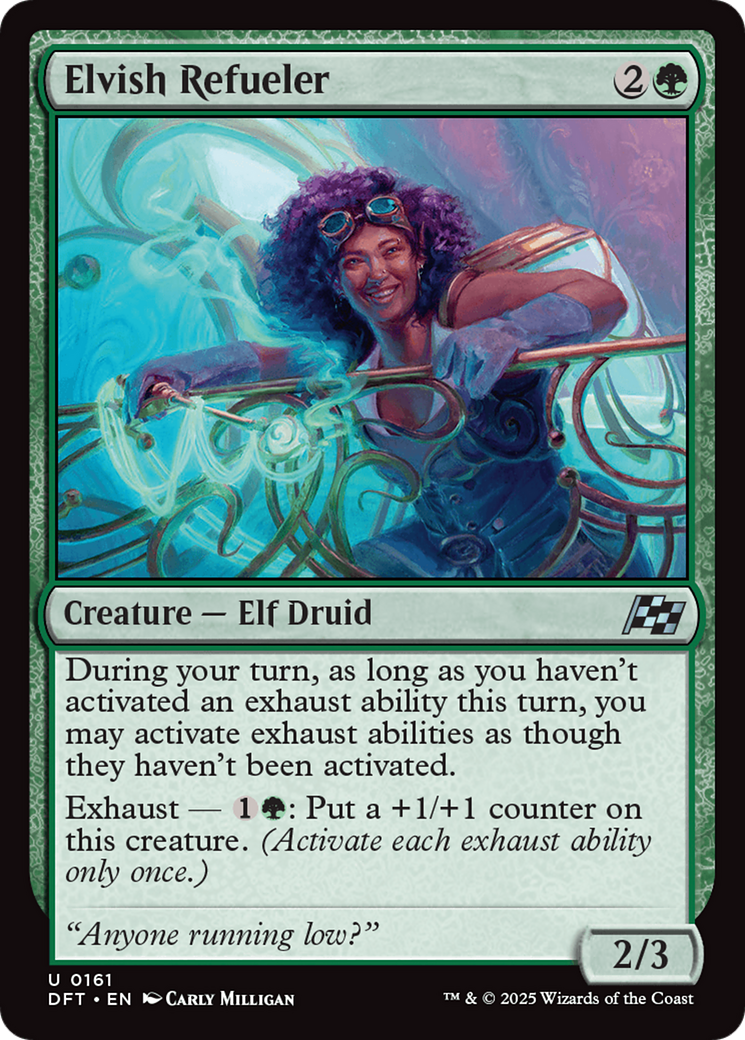 Elvish Refueler 2
Creature — Elf Druid
During your turn, as long as you haven't
activated an exhaust ability this turn, you
may activate exhaust abilities as though
they haven't been activated.
Exhaust — 1 : Put a +1/+1 counter on
this creature. (Activate each exhaust ability
only once.)
“Anyone running low?”
2/3
U 0161
DFT • EN Carly Milligan
™ & © 2025 Wizards of the Coast